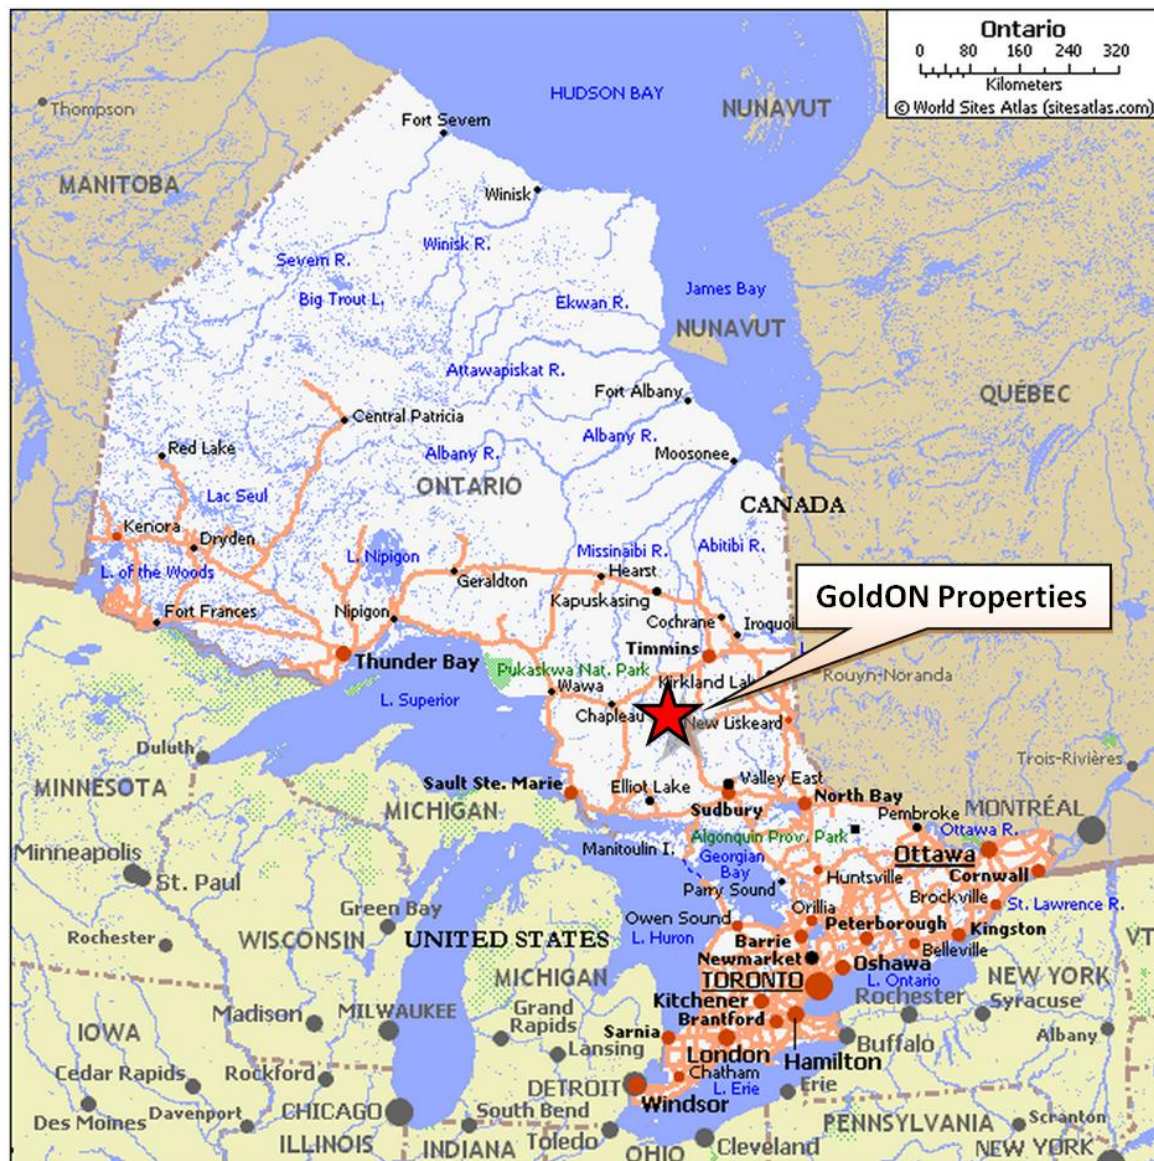 Ontario
0 80 160 240 320
Kilometers
© World Sites Atlas (sitesatlas.com)
HUDSON BAY
NUNAVUT
Thompson
Fort Severn
MANITOBA
Winisk
Winisk R.
Severn R.
Big Trout L.
Ekwan R.
James Bay
NUNAVUT
Attawapiskat R.
Fort Albany
QUÉBEC
Central Patricia
Albany R.
Red Lake
Albany R.
Moosonee
Lac Seul
ONTARIO
CANADA
Kenora
Dryden
L. Nipigon
Missinaibi R.
Abitibi R.
L. of the Woods
Geraldton
Hearst
Kapuskasing
GoldON Properties
Fort Frances
Nipigon
Cochrane
Iroquoi
Timmins
L
Thunder Bay
Pukaskwa Nat. Park
Kirkland Lak
Rouyn-Noranda
Wawa
L. Superior
Chapleau
New Liskeard
Duluth
Trois-Rivières
MINNESOTA
Sault Ste. Marie
Elliot Lake
Valley East
MICHIGAN
Sudbury
North Bay
MONTRÉAL
Pembroke
Ottawa R.
Algonquin Prov. Park
Manitoulin I.
Georgian
Bay
Ottawa
Minneapolis
St. Paul
Huntsville
Cornwall
Parry Sound
Brockville
St. Lawrence R.
Green Bay
Orillia
Owen Sound
Peterborough
Kingston
Rochester
WISCONSIN
UNITED STATES
L. Huron
Barrie
Belleville
VT
Newmarket
Oshawa
MICHIGAN
TORONTO
L. Ontario
NEW YORK
Kitchener
Rochester
Syracuse
Madison
MILWAUKEE
Grand
Rapids
Sarnia
Brantford
IOWA
Lansing
London
Hamilton
Buffalo
Albany
Cedar Rapids
Rockford
DETROIT
Chatham
L. Erie
Erie
Windsor
Des Moines
Davenport
CHICAGO
South Bend
PENNSYLVANIA
Scranton
ILLINOIS
INDIANA
Toledo
OHIO
Cleveland
NEW YORK